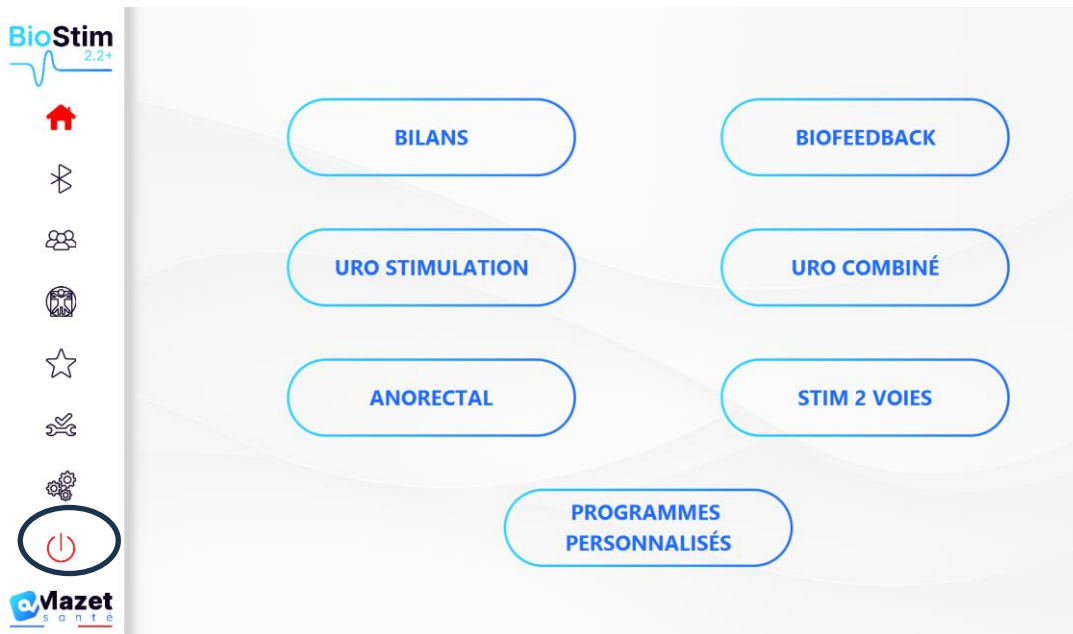 BioStim
2.2+
BILANS
BIOFEEDBACK
URO STIMULATION
URO COMBINÉ
ANORECTAL
STIM 2 VOIES
PROGRAMMES
PERSONNALISÉS
@Mazet
santé